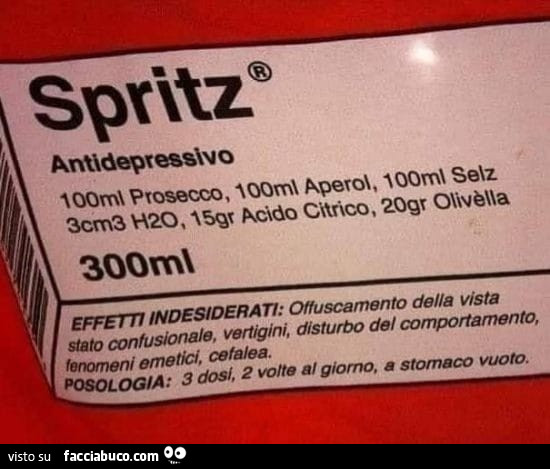 Spritz®
Antidepressivo
100ml Prosecco, 100ml Aperol, 100ml Selz
3cm3 H2O, 15gr Acido Citrico, 20gr Olivèlla
300ml
EFFETTI INDESIDERATI: Offuscamento della vista
stato confusionale, vertigini, disturbo del comportamento,
fenomeni emetici, cefalea.
POSOLOGIA: 3 dosi, 2 volte al giorno, a stomaco vuoto.
visto su facciabuco.com